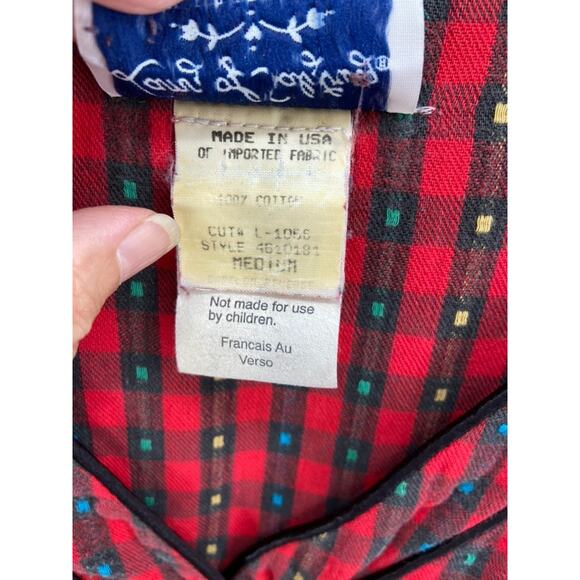 MADE IN USA
OF IMPORTED FABRIC
100% COTTON
CUT# L-1056
STYLE 4610181
MEDIUM
Not made for use
by children.
Francais Au
Verso